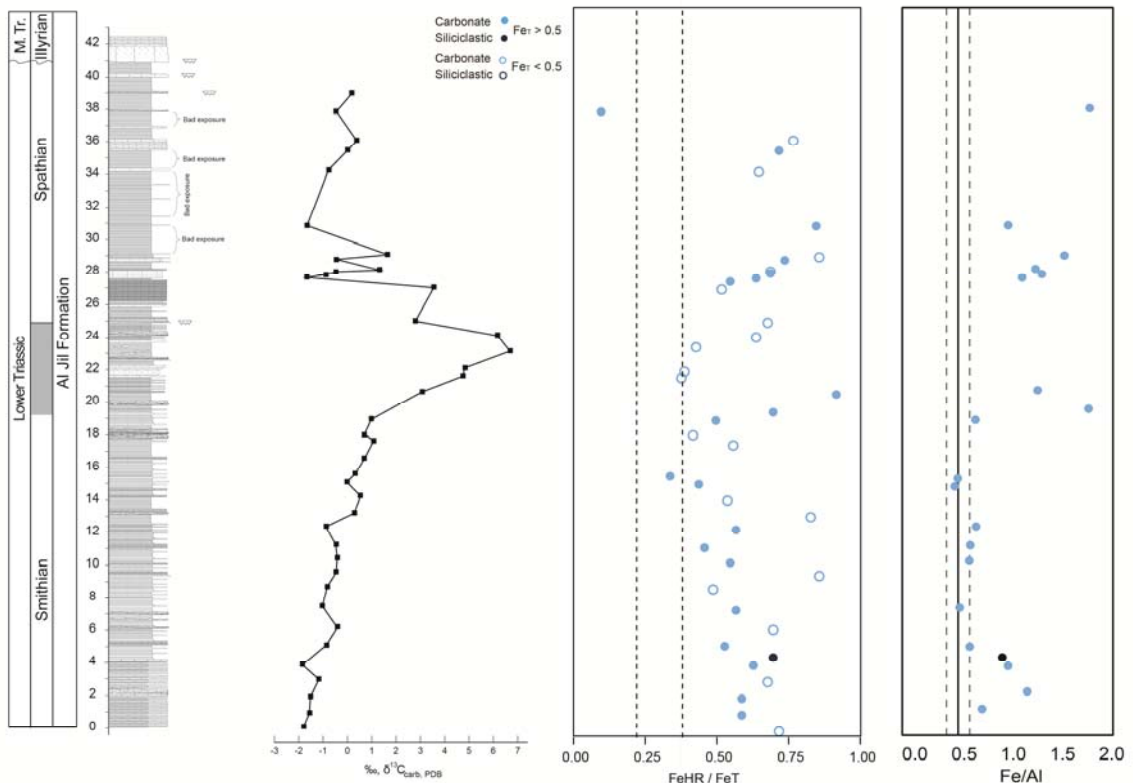 M. Tr.
Illyrian
Lower Triassic
Spathian
Smithian
Al Jil Formation
42
40
38
36
34
32
30
28
26
24
22
20
18
16
14
12
10
8
6
4
2
0
Bad exposure
Bad exposure
Bad exposure
Bad exposure
-3 -2 -1 0 1 2 3 4 5 6 7
‰, δ¹³Ccarb, PDB
Carbonate
Siliciclastic
FeT > 0.5
Carbonate
Siliciclastic
FeT < 0.5
0.00 0.25 0.50 0.75 1.00
FeHR / FeT
0.0 0.5 1.0 1.5 2.0
Fe/Al